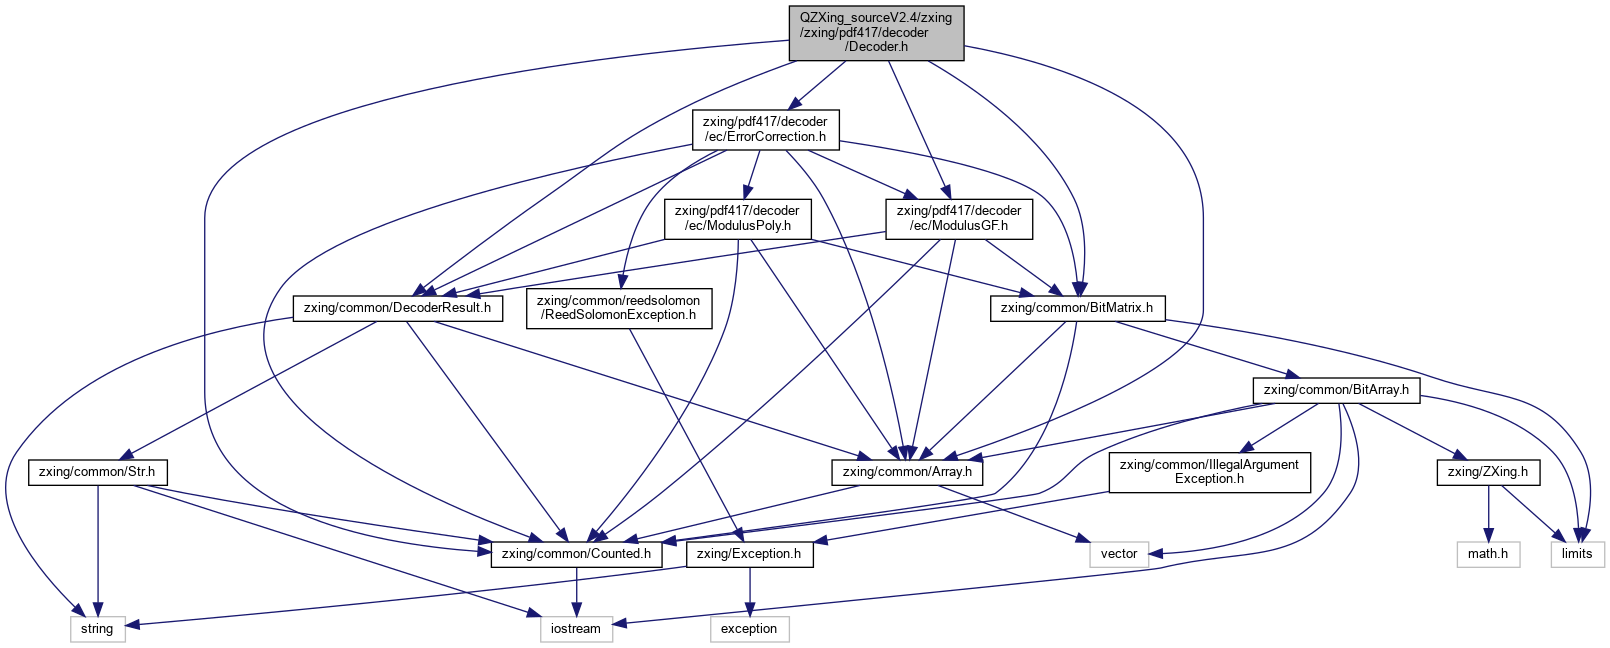 QZXing_sourceV2.4/zxing
/zxing/pdf417/decoder
/Decoder.h
zxing/pdf417/decoder
/ec/ErrorCorrection.h
zxing/pdf417/decoder
/ec/ModulusPoly.h
zxing/pdf417/decoder
/ec/ModulusGF.h
zxing/common/DecoderResult.h
zxing/common/reedsolomon
/ReedSolomonException.h
zxing/common/BitMatrix.h
zxing/common/BitArray.h
zxing/common/Str.h
zxing/common/Array.h
zxing/common/IllegalArgument
Exception.h
zxing/ZXing.h
zxing/common/Counted.h
zxing/Exception.h
vector
math.h
limits
string
iostream
exception